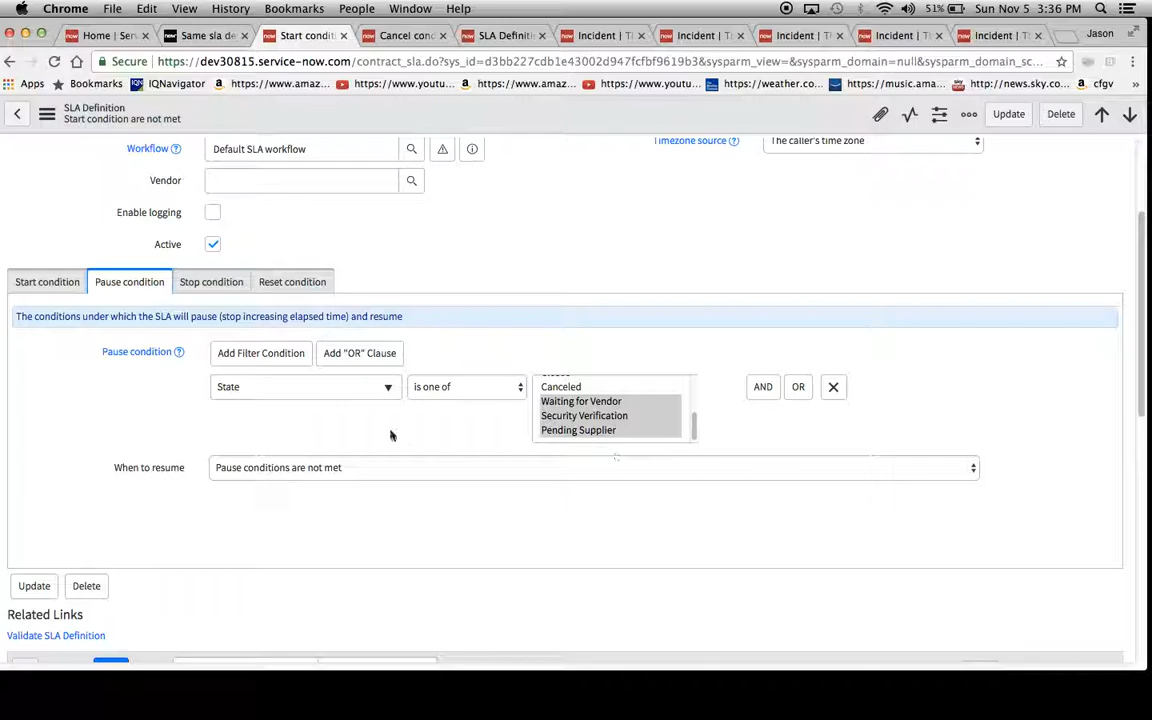 Chrome File Edit View History Bookmarks People Window Help 51% Sun Nov 5 3:36 PM
Home | Serv Same sla de Start condit Cancel conc SLA Definiti Incident | Incident | Incident | Incident | Incident | Jason
Secure https://dev30815.service-now.com/contract_sla.do?sys_id=d3bb227cdb1e43002d947fcfbf9619b3&sysparm_view=&sysparm_domain=null&sysparm_domain_sc...
Apps Bookmarks IQNavigator https://www.amaz... https://www.youtu... https://www.amaz... https://www.youtu... https://weather.co... https://music.ama... http://news.sky.co... cfgv »
SLA Definition
Start condition are not met
Update Delete
Workflow Default SLA workflow Timezone source The caller's time zone
Vendor
Enable logging
Active
Start condition Pause condition Stop condition Reset condition
The conditions under which the SLA will pause (stop increasing elapsed time) and resume
Pause condition Add Filter Condition Add "OR" Clause
State is one of Canceled AND OR
Waiting for Vendor
Security Verification
Pending Supplier
When to resume Pause conditions are not met
Update Delete
Related Links
Validate SLA Definition